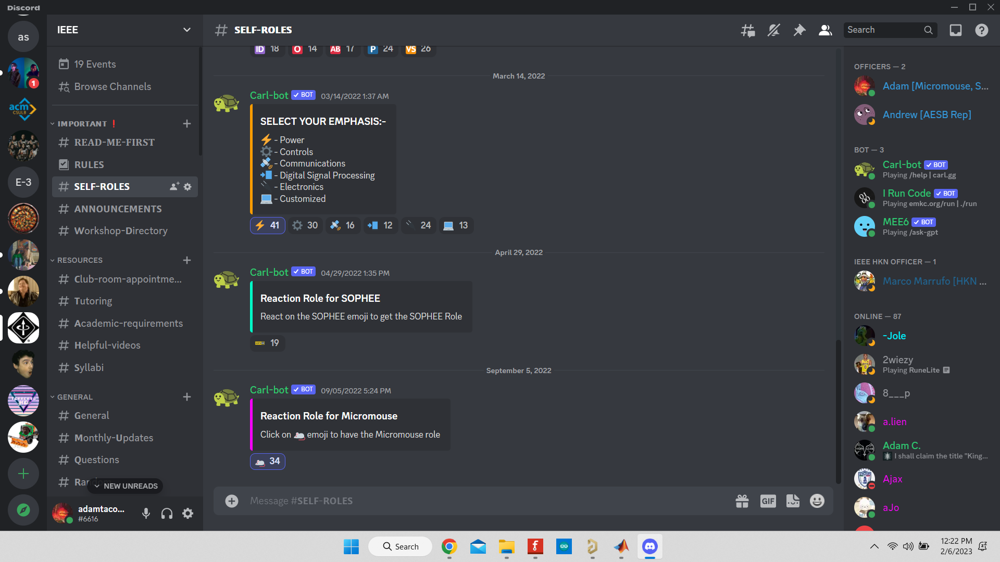 Discord
as
1
acm
CSULB
E-3
IEEE
19 Events
Browse Channels
IMPORTANT❗
READ-ME-FIRST
RULES
SELF-ROLES
ANNOUNCEMENTS
Workshop-Directory
RESOURCES
Club-room-appointme...
Tutoring
Academic-requirements
Helpful-videos
Syllabi
GENERAL
General
Monthly-Updates
Questions
NEW UNREADS
adamtaco...
#6616
SELF-ROLES
Search
ID 18 O 14 AB 17 P 24 VS 26
March 14, 2022
Carl-bot ✓ BOT 03/14/2022 1:37 AM
SELECT YOUR EMPHASIS:-
⚡ - Power
⚙ - Controls
🛰 - Communications
📲 - Digital Signal Processing
- Electronics
💻 - Customized
⚡ 41 ⚙ 30 🛰 16 📲 12 24 💻 13
April 29, 2022
Carl-bot ✓ BOT 04/29/2022 1:35 PM
Reaction Role for SOPHEE
React on the SOPHEE emoji to get the SOPHEE Role
19
September 5, 2022
Carl-bot ✓ BOT 09/05/2022 5:24 PM
Reaction Role for Micromouse
Click on 🐁 emoji to have the Micromouse role
🐁 34
Message #SELF-ROLES
GIF
OFFICERS — 2
Adam [Micromouse, S...
Andrew [AESB Rep]
BOT — 3
Carl-bot ✓ BOT
Playing /help | carl.gg
I Run Code ✓ BOT
Playing emkc.org/run | ./run
MEE6 ✓ BOT
Playing /ask-gpt
IEEE HKN OFFICER — 1
Marco Marrufo [HKN ...
ONLINE — 87
-Jole
2wiezy
Playing RuneLite
8___p
a.lien
Adam C.
I shall claim the title "King...
Ajax
aJo
Search
12:22 PM
2/6/2023